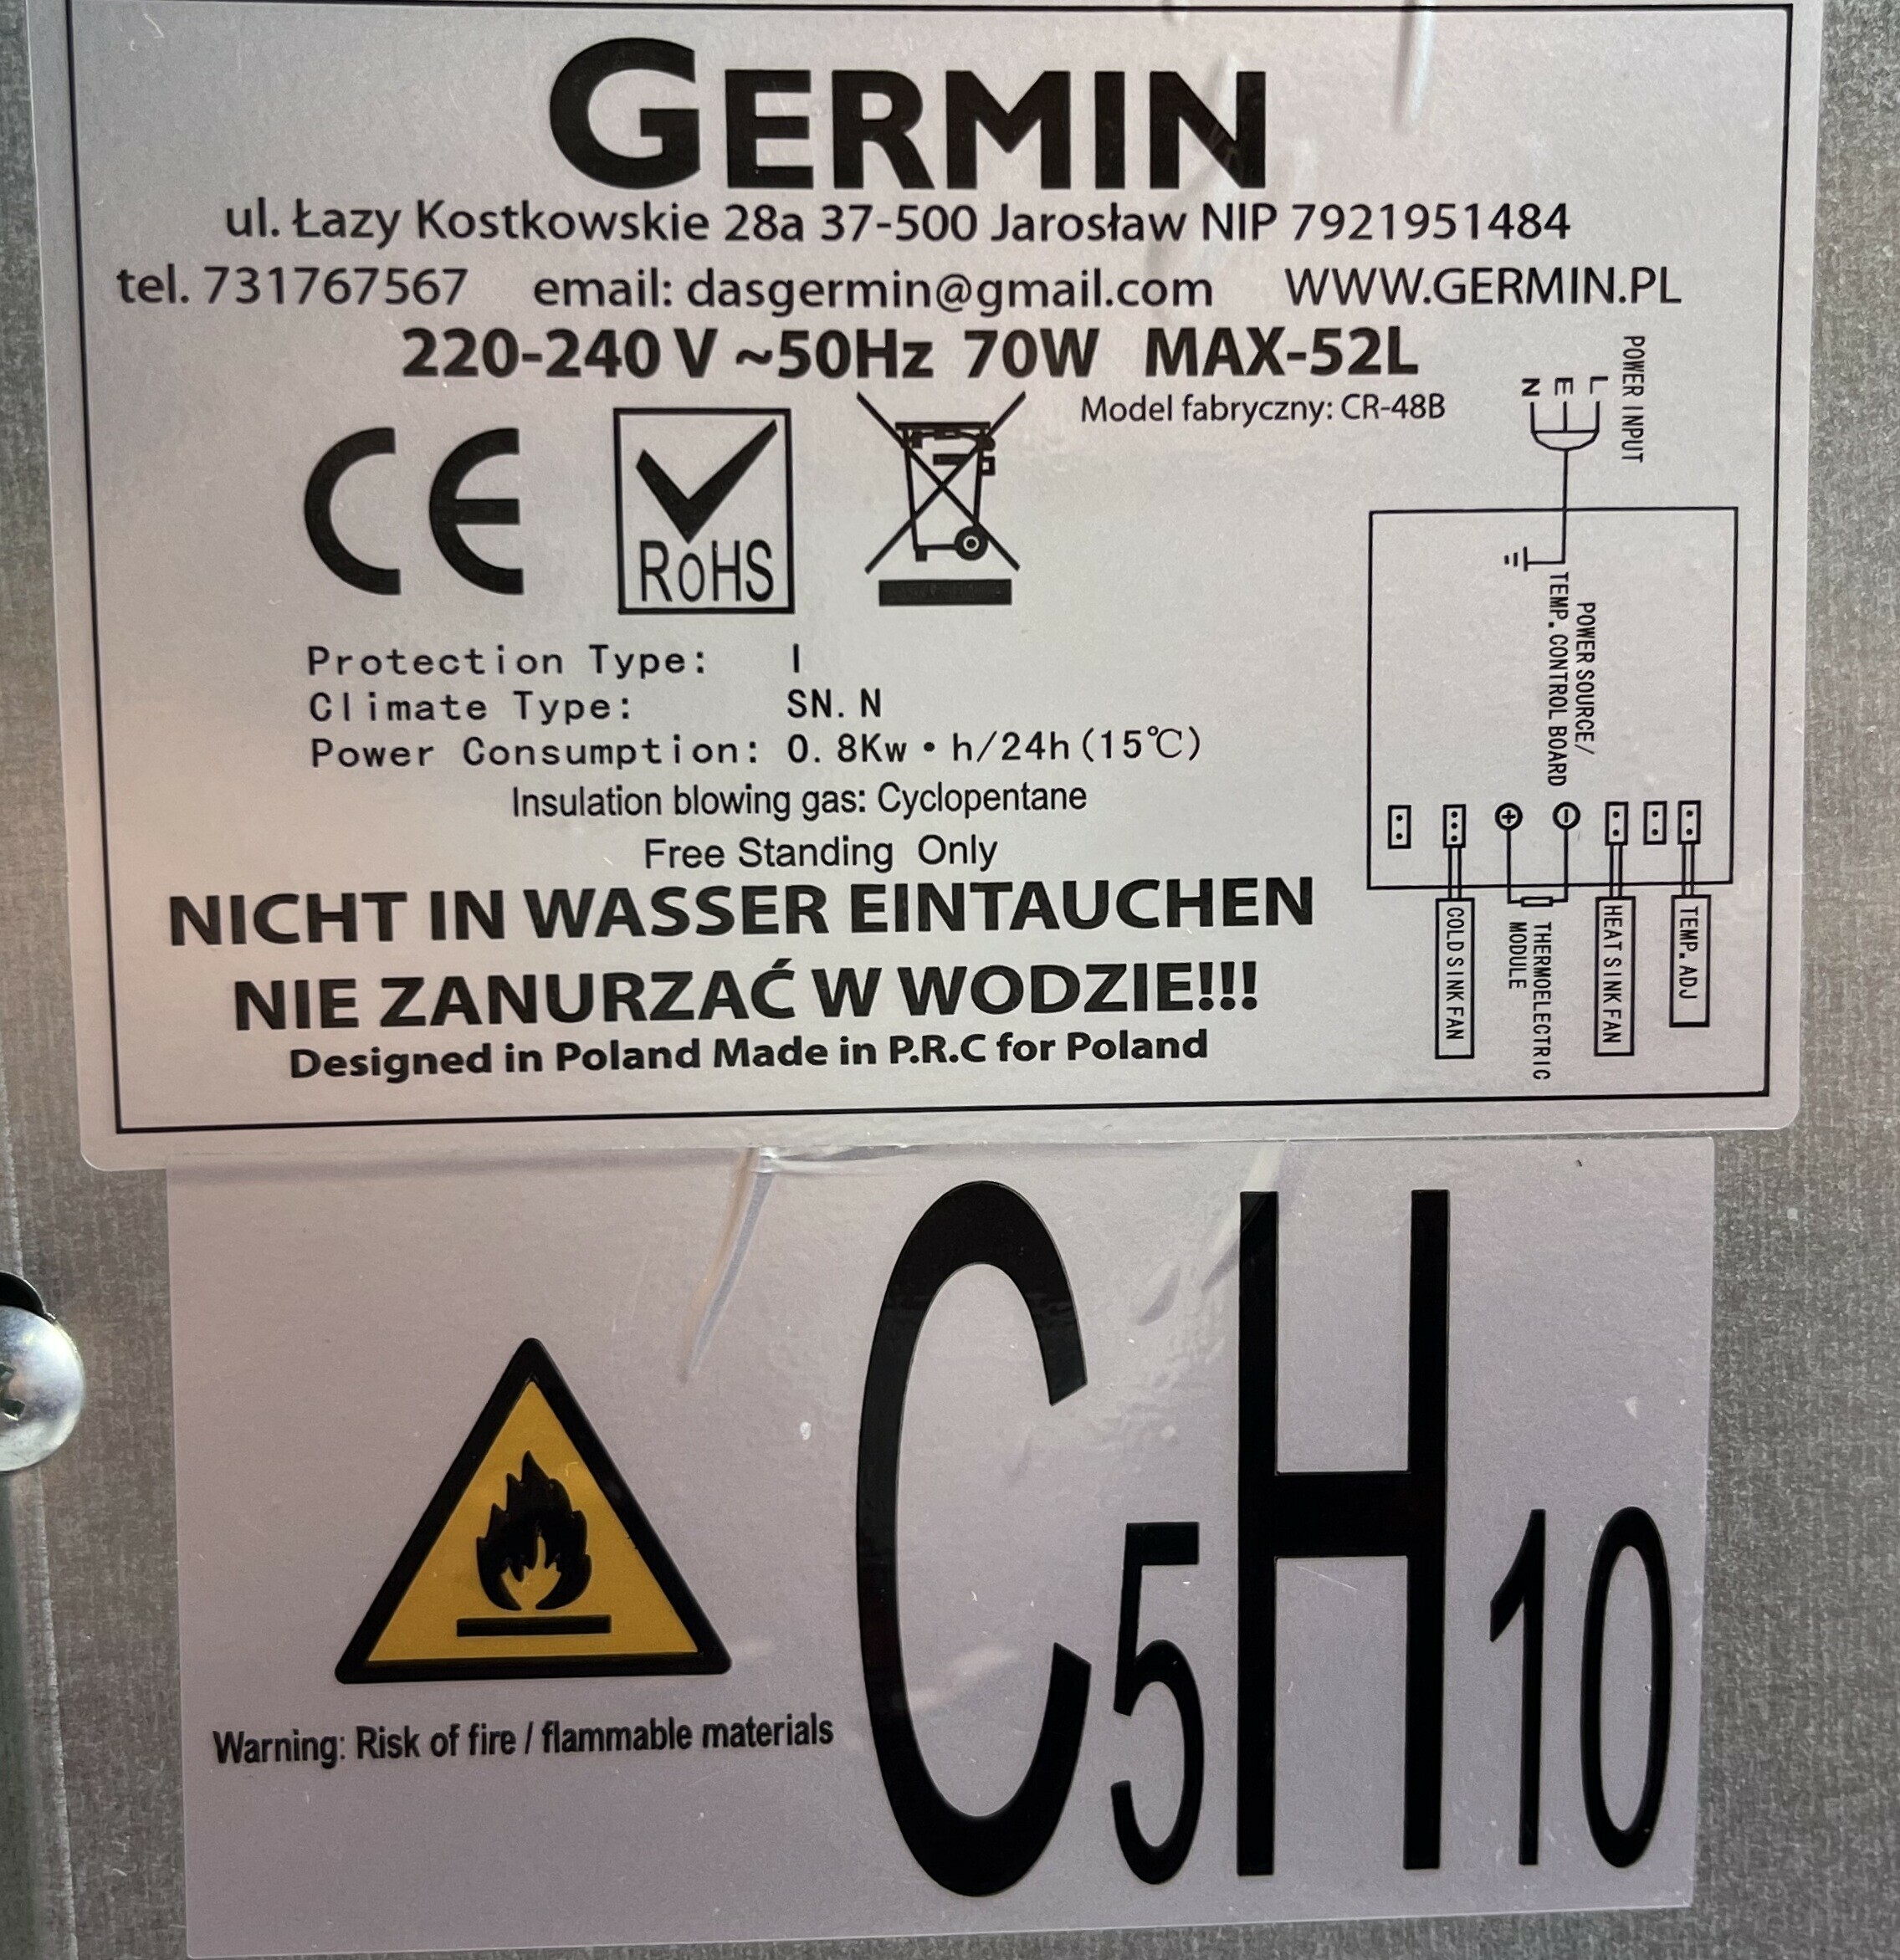 GERMIN
ul. Łazy Kostkowskie 28a 37-500 Jarosław NIP 7921951484
tel. 731767567 email: dasgermin@gmail.com WWW.GERMIN.PL
220-240 V ~50Hz 70W MAX-52L
Model fabryczny: CR-48B
CE
RoHS
Protection Type: I
Climate Type: SN. N
Power Consumption: 0. 8Kw • h/24h (15℃)
Insulation blowing gas: Cyclopentane
Free Standing Only
NICHT IN WASSER EINTAUCHEN
NIE ZANURZAĆ W WODZIE!!!
Designed in Poland Made in P.R.C for Poland
POWER INPUT
L
E
N
POWER SOURCE/
TEMP. CONTROL BOARD
TEMP. ADJ
HEAT SINK FAN
THERMOELECTRIC
MODULE
COLD SINK FAN
C5H10
Warning: Risk of fire / flammable materials